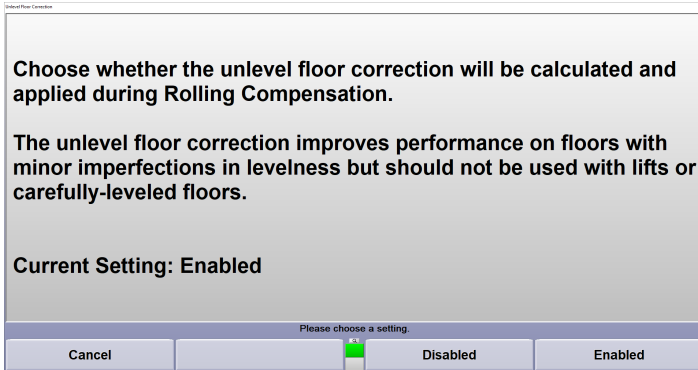 Unlevel Floor Correction
Choose whether the unlevel floor correction will be calculated and
applied during Rolling Compensation.
The unlevel floor correction improves performance on floors with
minor imperfections in levelness but should not be used with lifts or
carefully-leveled floors.
Current Setting: Enabled
Please choose a setting.
Cancel
Disabled
Enabled